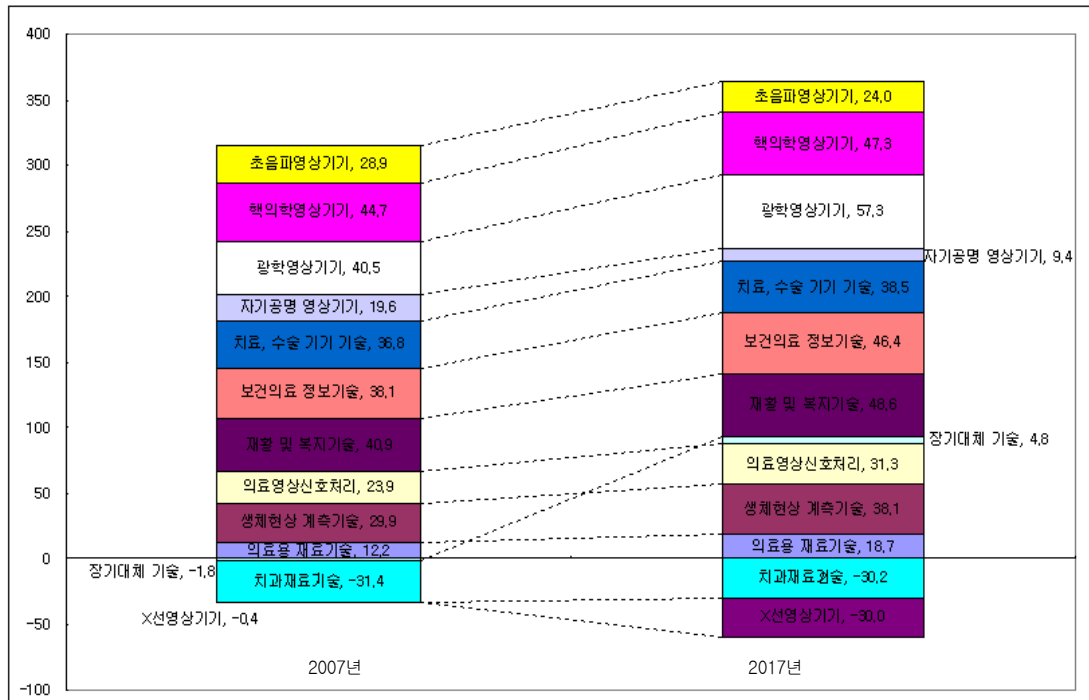 400
350
300
250
200
150
100
50
0
-50
-100
초음파영상기기, 28.9
핵의학영상기기, 44.7
광학영상기기, 40.5
자기공명 영상기기, 19.6
치료, 수술 기기 기술, 36.8
보건의료 정보기술, 38.1
재활 및 복지기술, 40.9
의료영상신호처리, 23.9
생체현상 계측기술, 29.9
의료용 재료기술, 12.2
장기대체 기술, -1.8
치과재료기술, -31.4
X선영상기기, -0.4
2007년
초음파영상기기, 24.0
핵의학영상기기, 47.3
광학영상기기, 57.3
자기공명 영상기기, 9.4
치료, 수술 기기 기술, 38.5
보건의료 정보기술, 46.4
재활 및 복지기술, 48.6
장기대체 기술, 4.8
의료영상신호처리, 31.3
생체현상 계측기술, 38.1
의료용 재료기술, 18.7
치과재료기술, -30.2
X선영상기기, -30.0
2017년